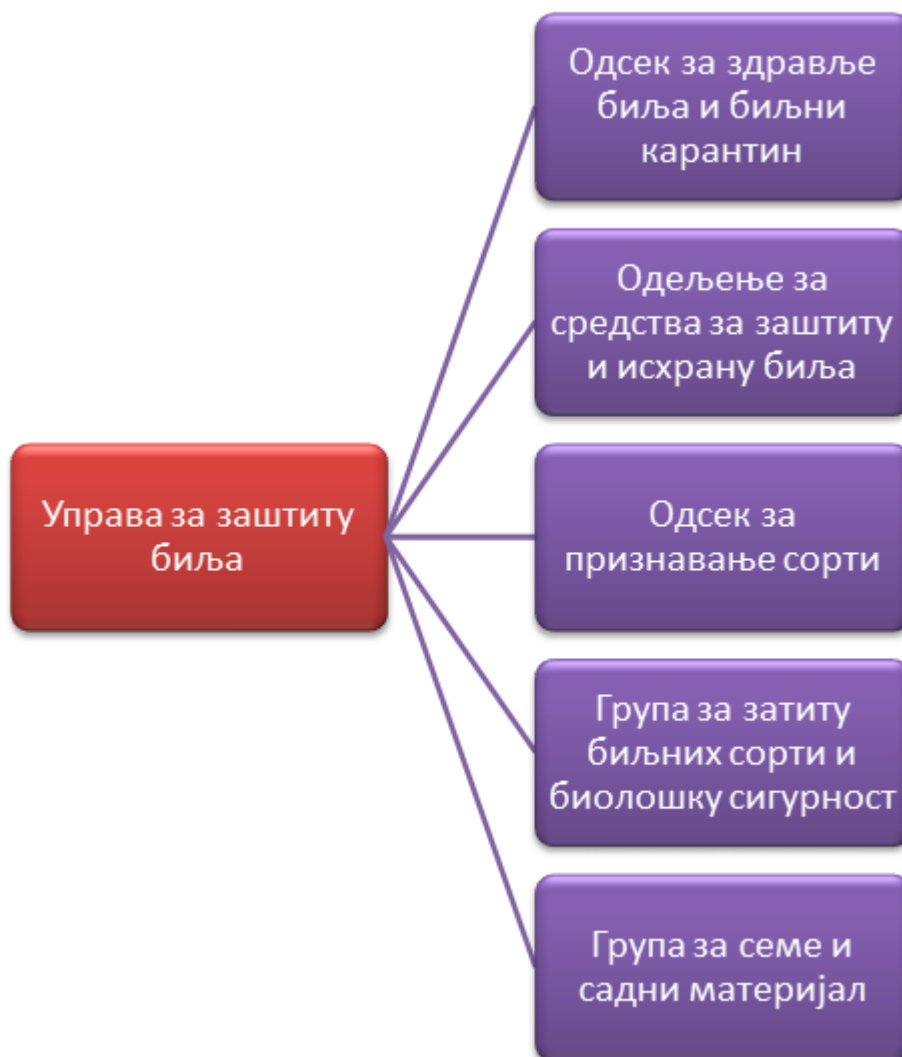 Одсек за здравље
биља и биљни
карантин
Одељење за
средства за заштиту
и исхрану биља
Управа за заштиту
биља
Одсек за
признавање сорти
Група за затиту
биљних сорти и
биолошку сигурност
Група за семе и
садни материјал